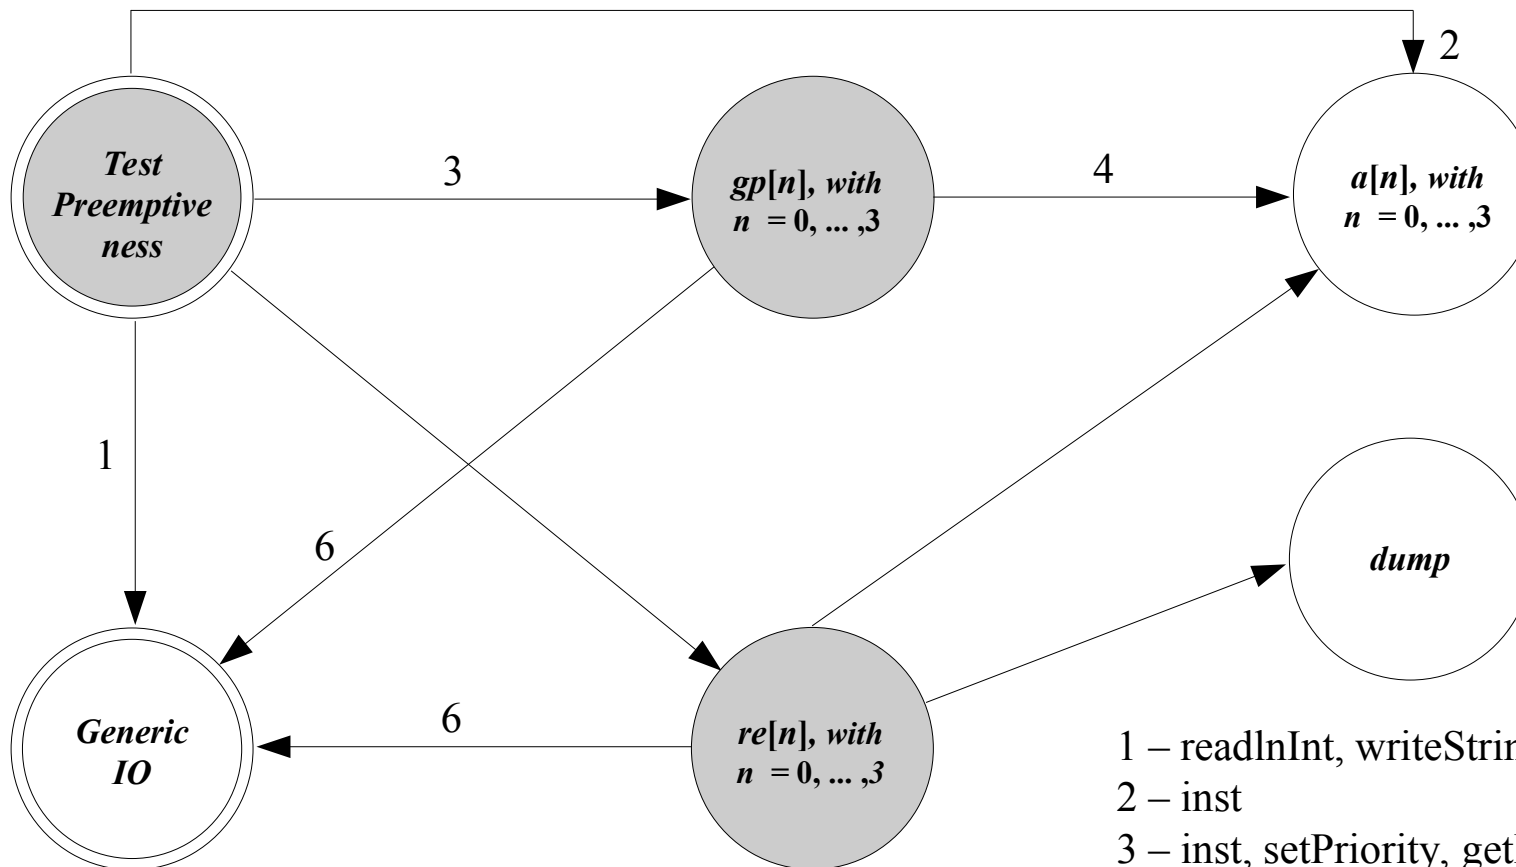 2
Test
Preemptive
ness
3
gp[n], with
n = 0, ... ,3
4
a[n], with
n = 0, ... ,3
1
6
dump
Generic
IO
6
re[n], with
n = 0, ... ,3
1 – readlnInt, writeStrin
2 – inst
3 – inst, setPriority, get